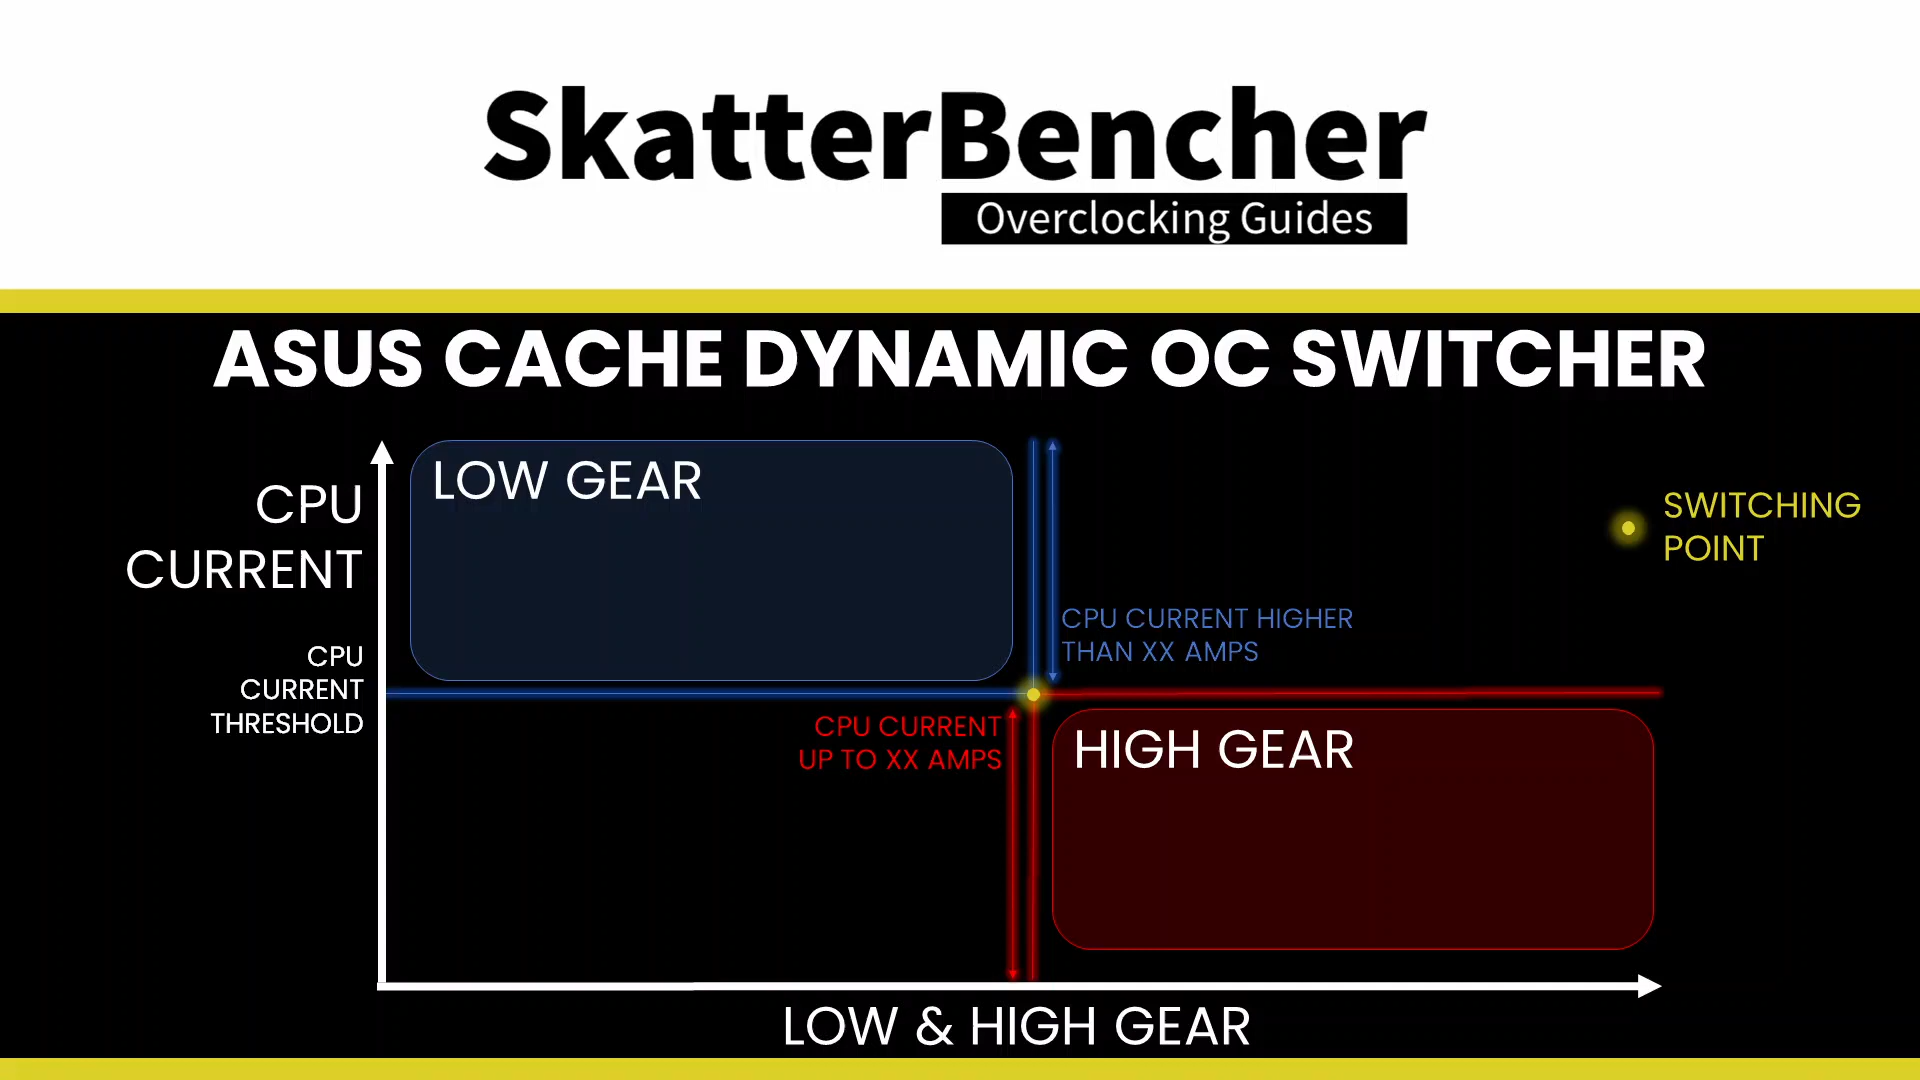 SkatterBencher
Overclocking Guides
ASUS CACHE DYNAMIC OC SWITCHER
LOW GEAR
CPU
CURRENT
SWITCHING
POINT
CPU CURRENT HIGHER
THAN XX AMPS
CPU
CURRENT
THRESHOLD
CPU CURRENT
UP TO XX AMPS
HIGH GEAR
LOW & HIGH GEAR